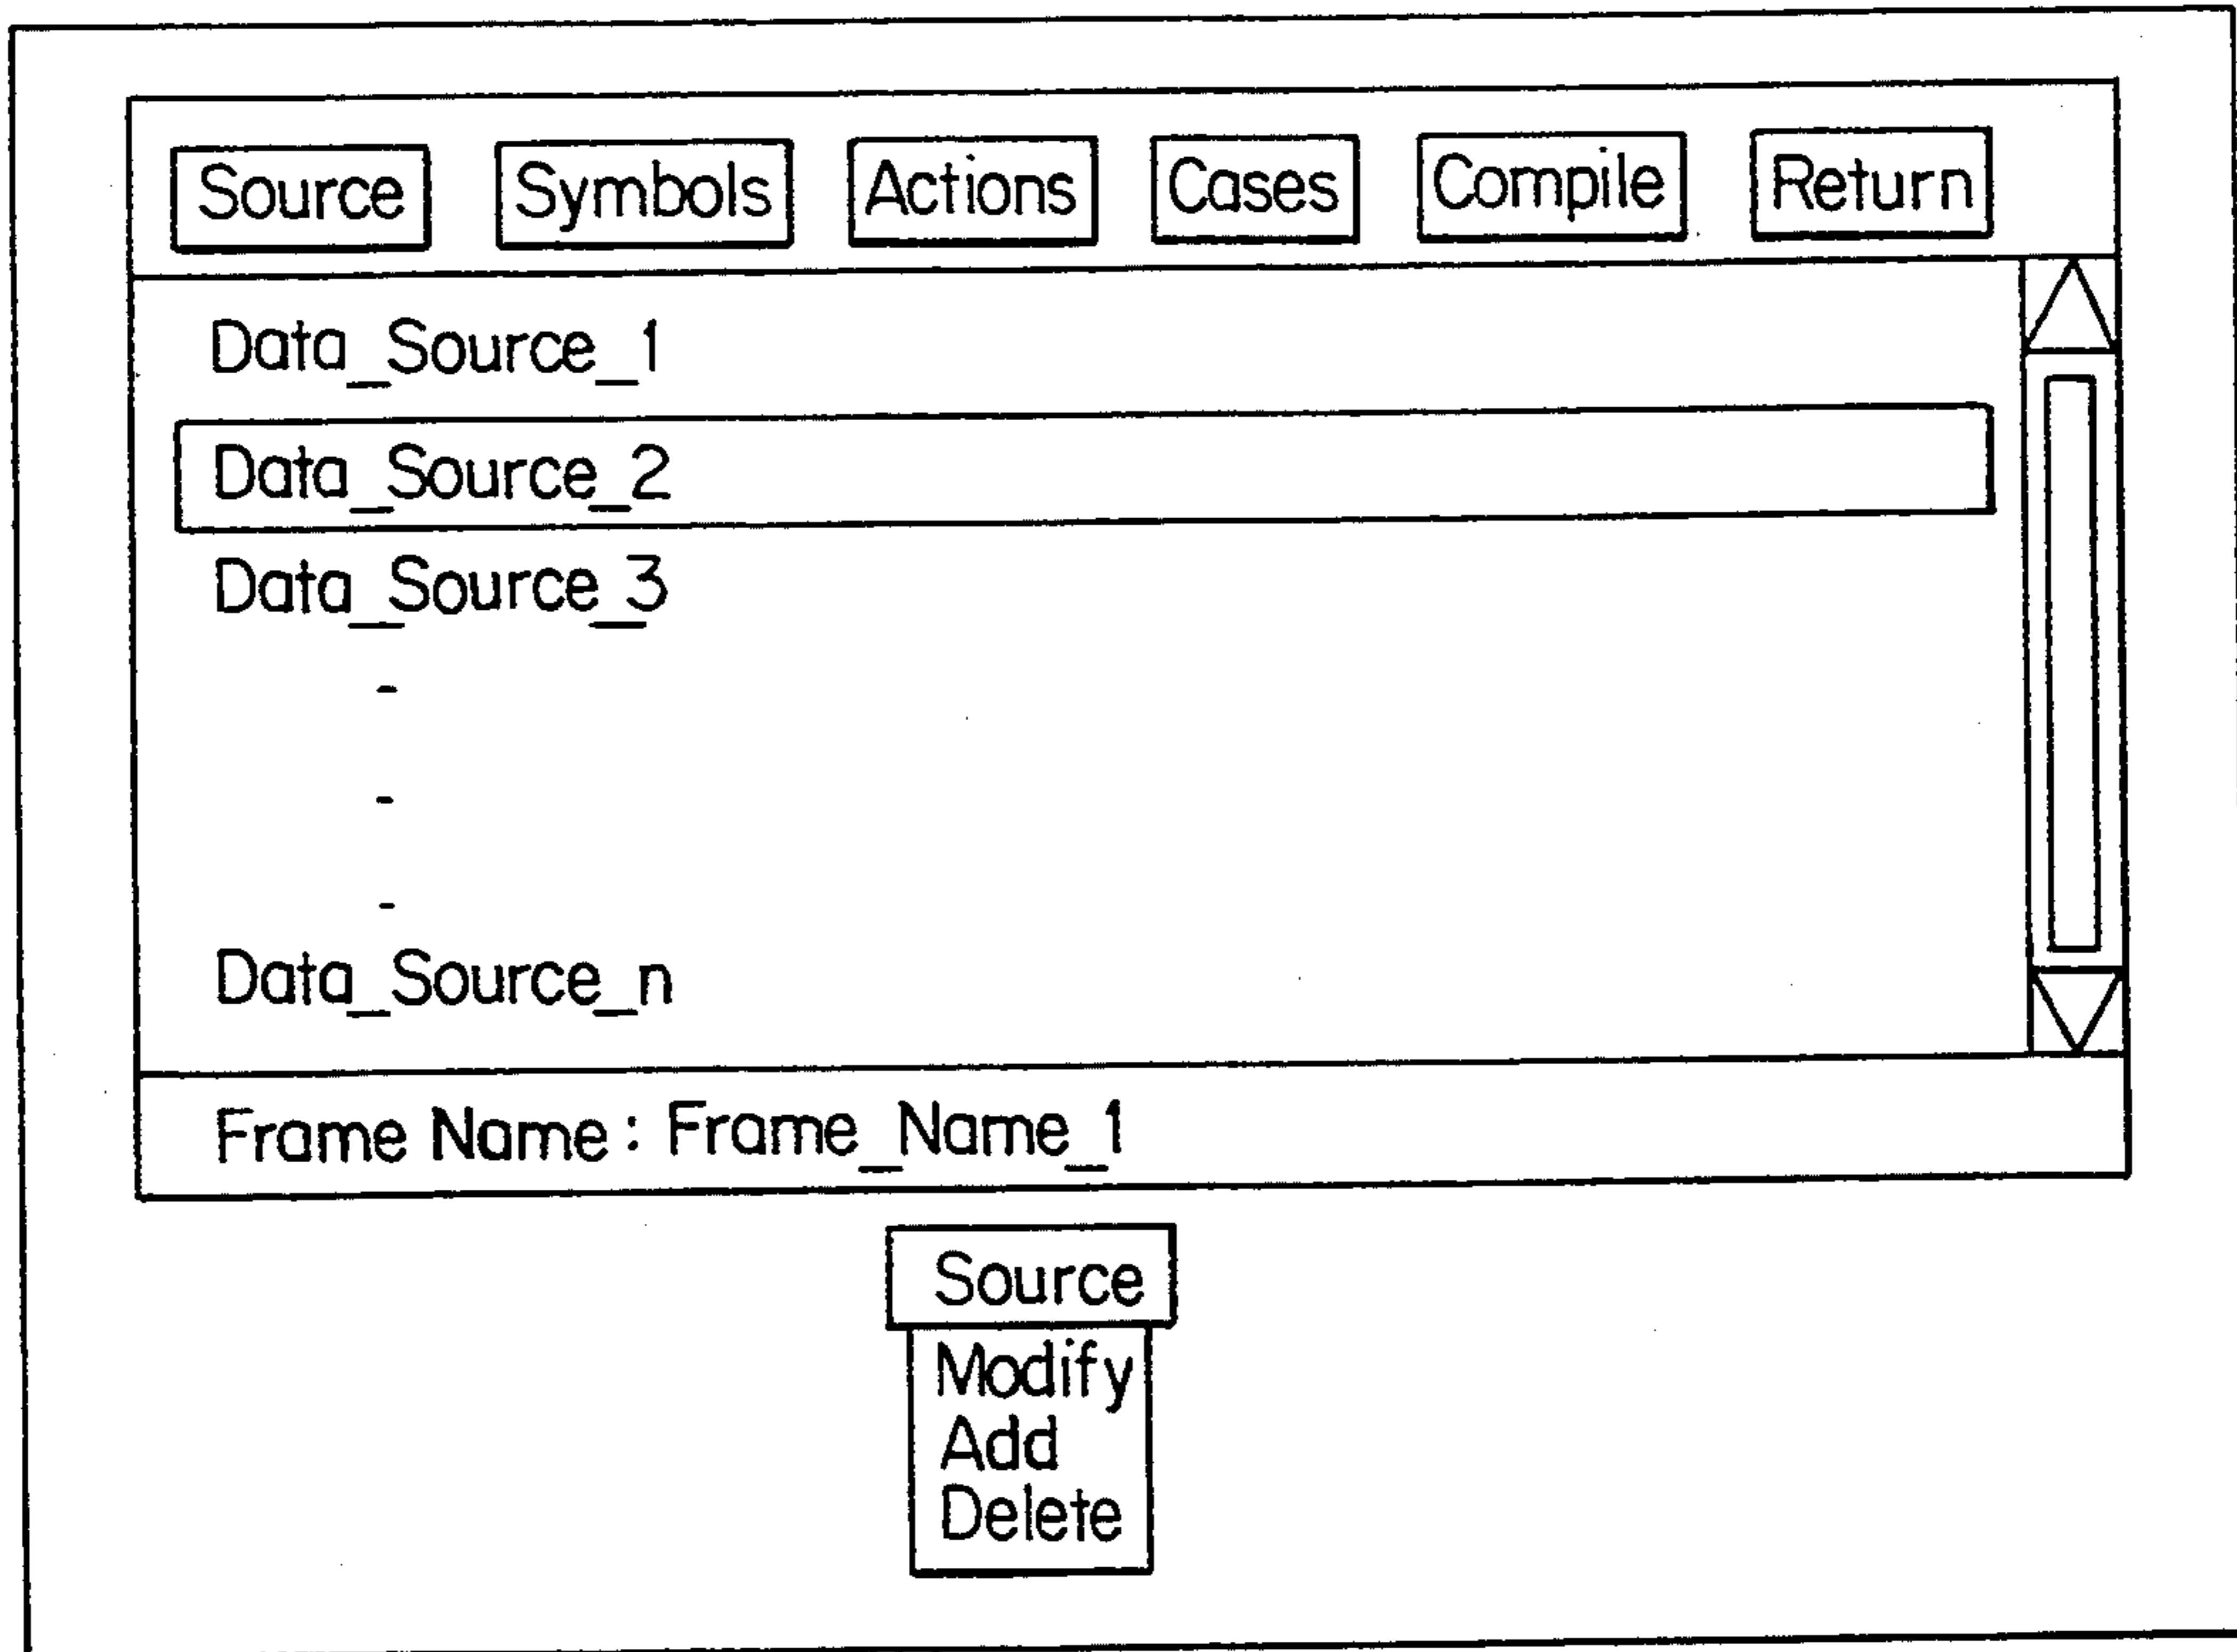 Source Symbols Actions Cases Compile Return
Data_Source_1
Data_Source_2
Data_Source_3
-
-
-
Data_Source_n
Frame Name : Frame_Name_1
Source
Modify
Add
Delete